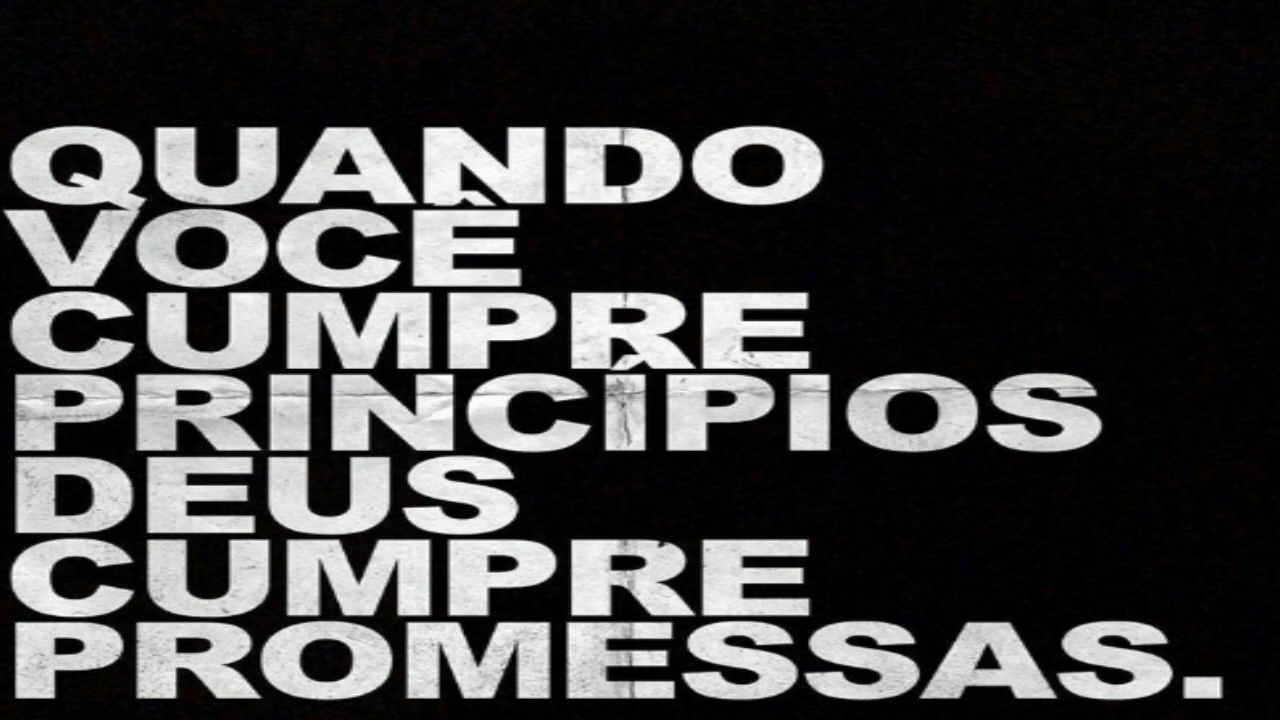 QUANDO
VOCÊ
CUMPRE
PRINCÍPIOS
DEUS
CUMPRE
PROMESSAS.